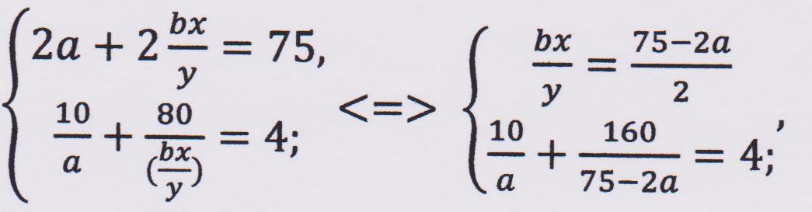 { 2a + 2 bx/y = 75, <=> { bx/y = (75−2a)/2 ,
10/a + 80/(bx/y) = 4; 10/a + 160/(75−2a) = 4;